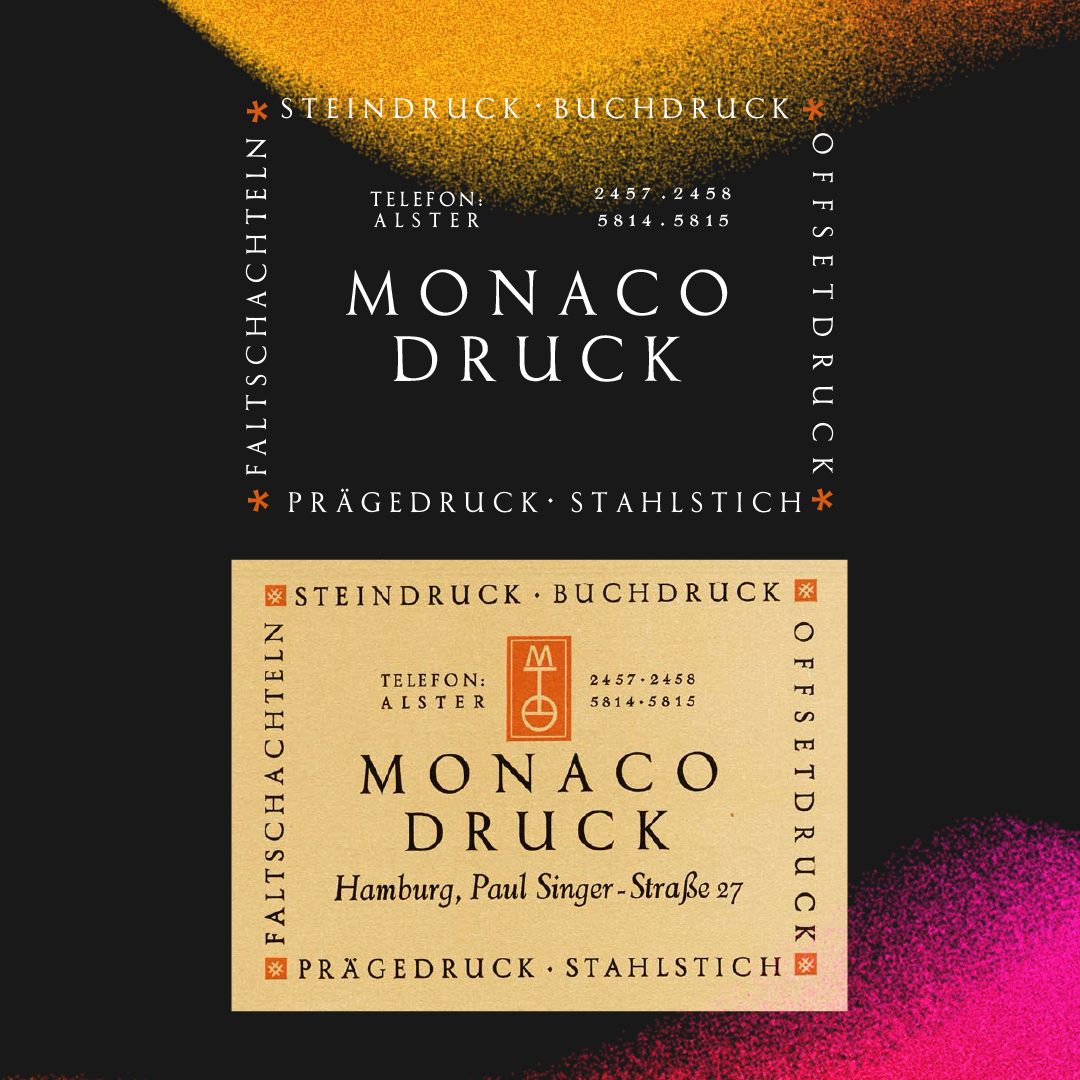 STEINDRUCK · BUCHDRUCK
FALTSCHACHTELN
OFFSETDRUCK
TELEFON:
ALSTER
2457 . 2458
5814 . 5815
MONACO
DRUCK
PRÄGEDRUCK · STAHLSTICH
STEINDRUCK · BUCHDRUCK
FALTSCHACHTELN
OFFSETDRUCK
TELEFON:
ALSTER
2457 · 2458
5814 · 5815
MONACO
DRUCK
Hamburg, Paul Singer-Straße 27
PRÄGEDRUCK · STAHLSTICH